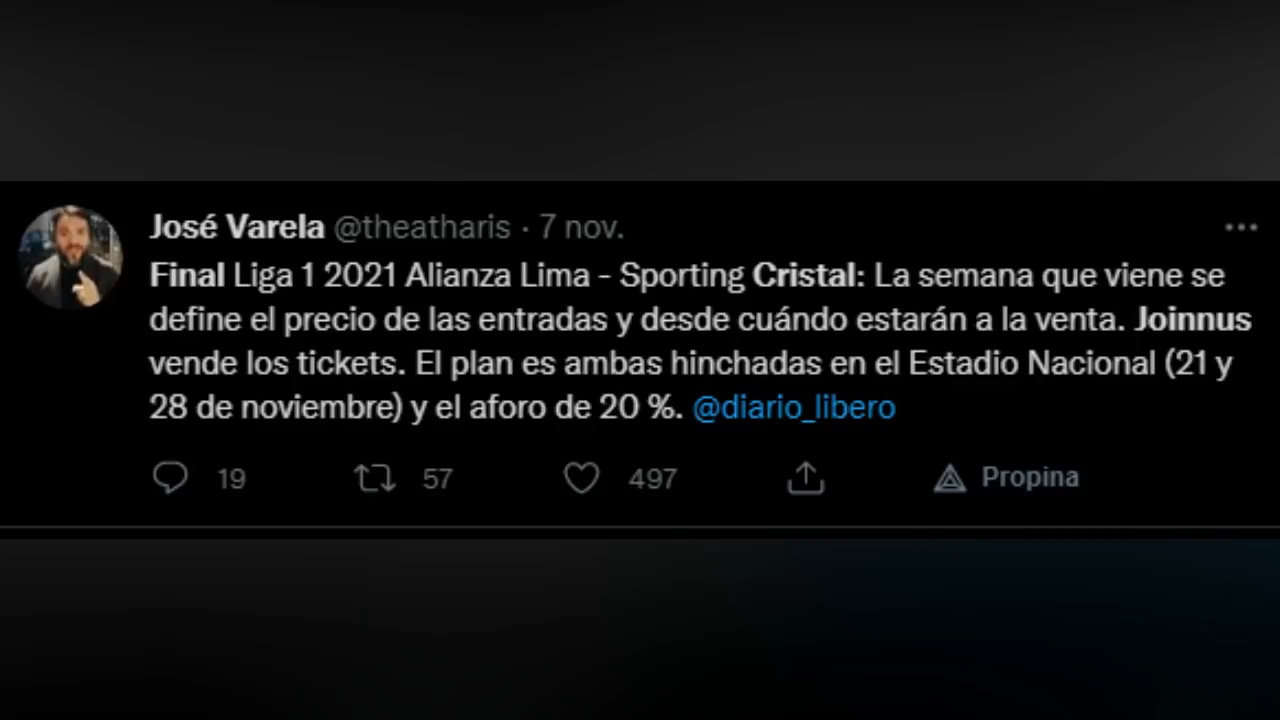 José Varela @theatharis · 7 nov.
Final Liga 1 2021 Alianza Lima - Sporting Cristal: La semana que viene se
define el precio de las entradas y desde cuándo estarán a la venta. Joinnus
vende los tickets. El plan es ambas hinchadas en el Estadio Nacional (21 y
28 de noviembre) y el aforo de 20 %. @diario_libero
19 57 497 Propina